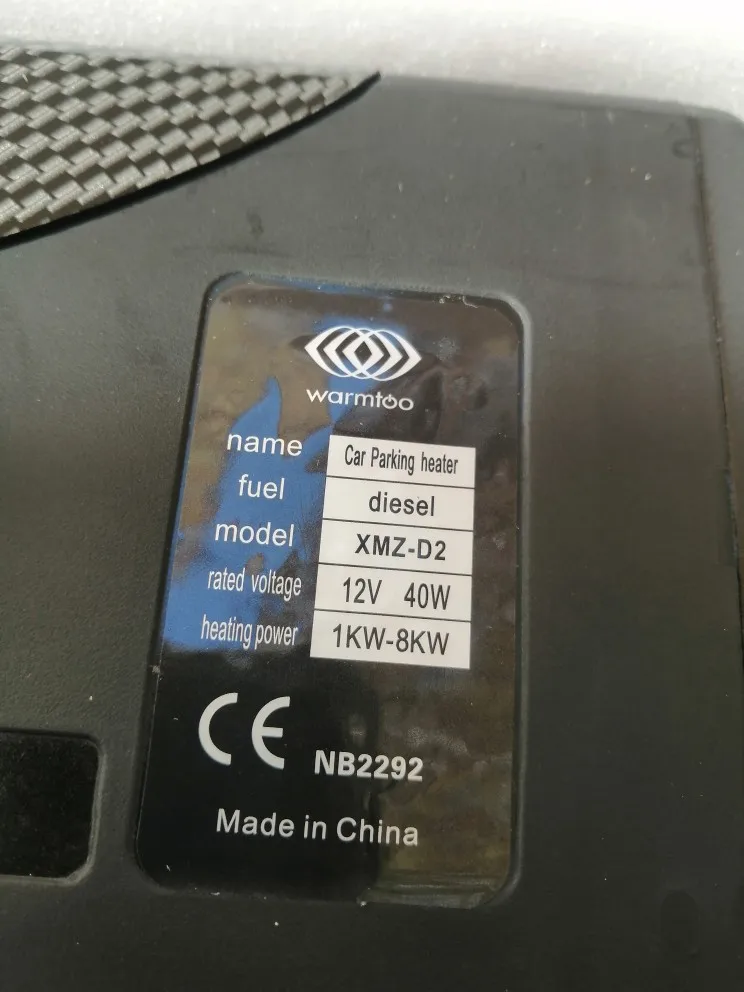 warmtoo
name Car Parking heater
fuel diesel
model XMZ-D2
rated voltage 12V 40W
heating power 1KW-8KW
CE NB2292
Made in China